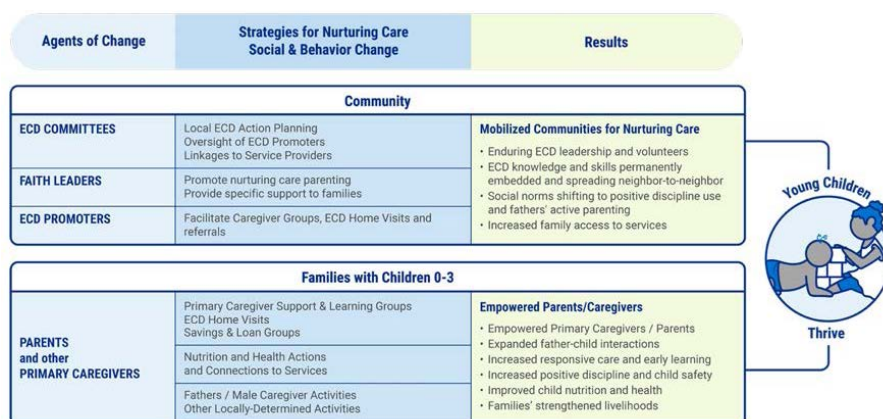 Agents of Change
Strategies for Nurturing Care
Social & Behavior Change
Results
Community
ECD COMMITTEES
Local ECD Action Planning
Oversight of ECD Promoters
Linkages to Service Providers
FAITH LEADERS
Promote nurturing care parenting
Provide specific support to families
ECD PROMOTERS
Facilitate Caregiver Groups, ECD Home Visits and
referrals
Mobilized Communities for Nurturing Care
• Enduring ECD leadership and volunteers
• ECD knowledge and skills permanently
embedded and spreading neighbor-to-neighbor
• Social norms shifting to positive discipline use
and fathers' active parenting
• Increased family access to services
Families with Children 0-3
PARENTS
and other
PRIMARY CAREGIVERS
Primary Caregiver Support & Learning Groups
ECD Home Visits
Savings & Loan Groups
Nutrition and Health Actions
and Connections to Services
Fathers / Male Caregiver Activities
Other Locally-Determined Activities
Empowered Parents/Caregivers
• Empowered Primary Caregivers / Parents
• Expanded father-child interactions
• Increased responsive care and early learning
• Increased positive discipline and child safety
• Improved child nutrition and health
• Families' strengthened livelihoods
Young Children
Thrive